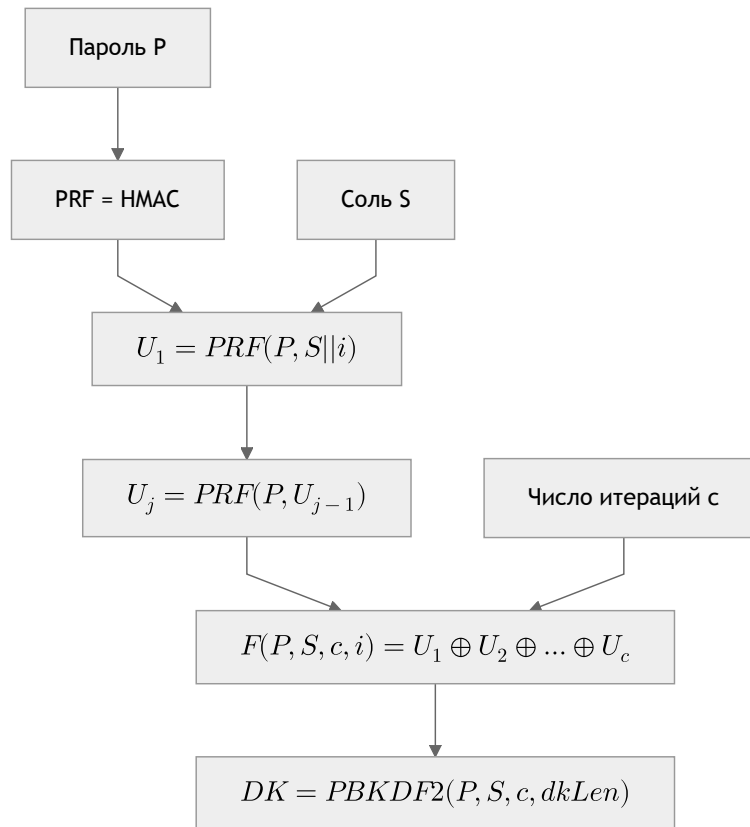 Пароль P
PRF = HMAC
Соль S
U_1 = PRF(P, S||i)
U_j = PRF(P, U_{j-1})
Число итераций c
F(P, S, c, i) = U_1 ⊕ U_2 ⊕ ... ⊕ U_c
DK = PBKDF2(P, S, c, dkLen)